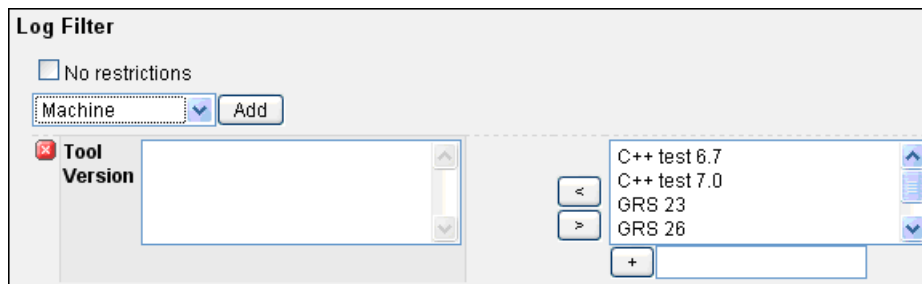 Log Filter
No restrictions
Machine Add
Tool Version
C++ test 6.7
C++ test 7.0
GRS 23
GRS 26
<
>
+